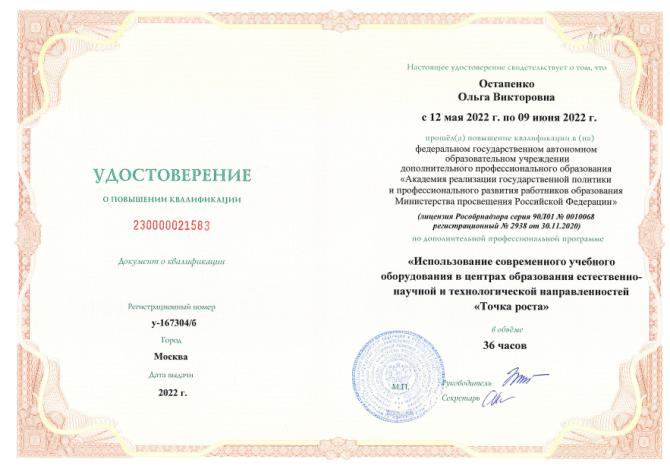 УДОСТОВЕРЕНИЕ
О ПОВЫШЕНИИ КВАЛИФИКАЦИИ
230000021583
Документ о квалификации
Регистрационный номер
у-167304/б
Город
Москва
Дата выдачи
2022 г.
Настоящее удостоверение свидетельствует о том, что
Остапенко
Ольга Викторовна
с 12 мая 2022 г. по 09 июня 2022 г.
прошёл(а) повышение квалификации в (на)
федеральном государственном автономном
образовательном учреждении
дополнительного профессионального образования
«Академия реализации государственной политики
и профессионального развития работников образования
Министерства просвещения Российской Федерации»
(лицензия Рособрнадзора серия 90Л01 № 0010068
регистрационный № 2938 от 30.11.2020)
по дополнительной профессиональной программе
«Использование современного учебного
оборудования в центрах образования естественно-
научной и технологической направленностей
«Точка роста»
в объёме
36 часов
М.П.
Руководитель
Секретарь